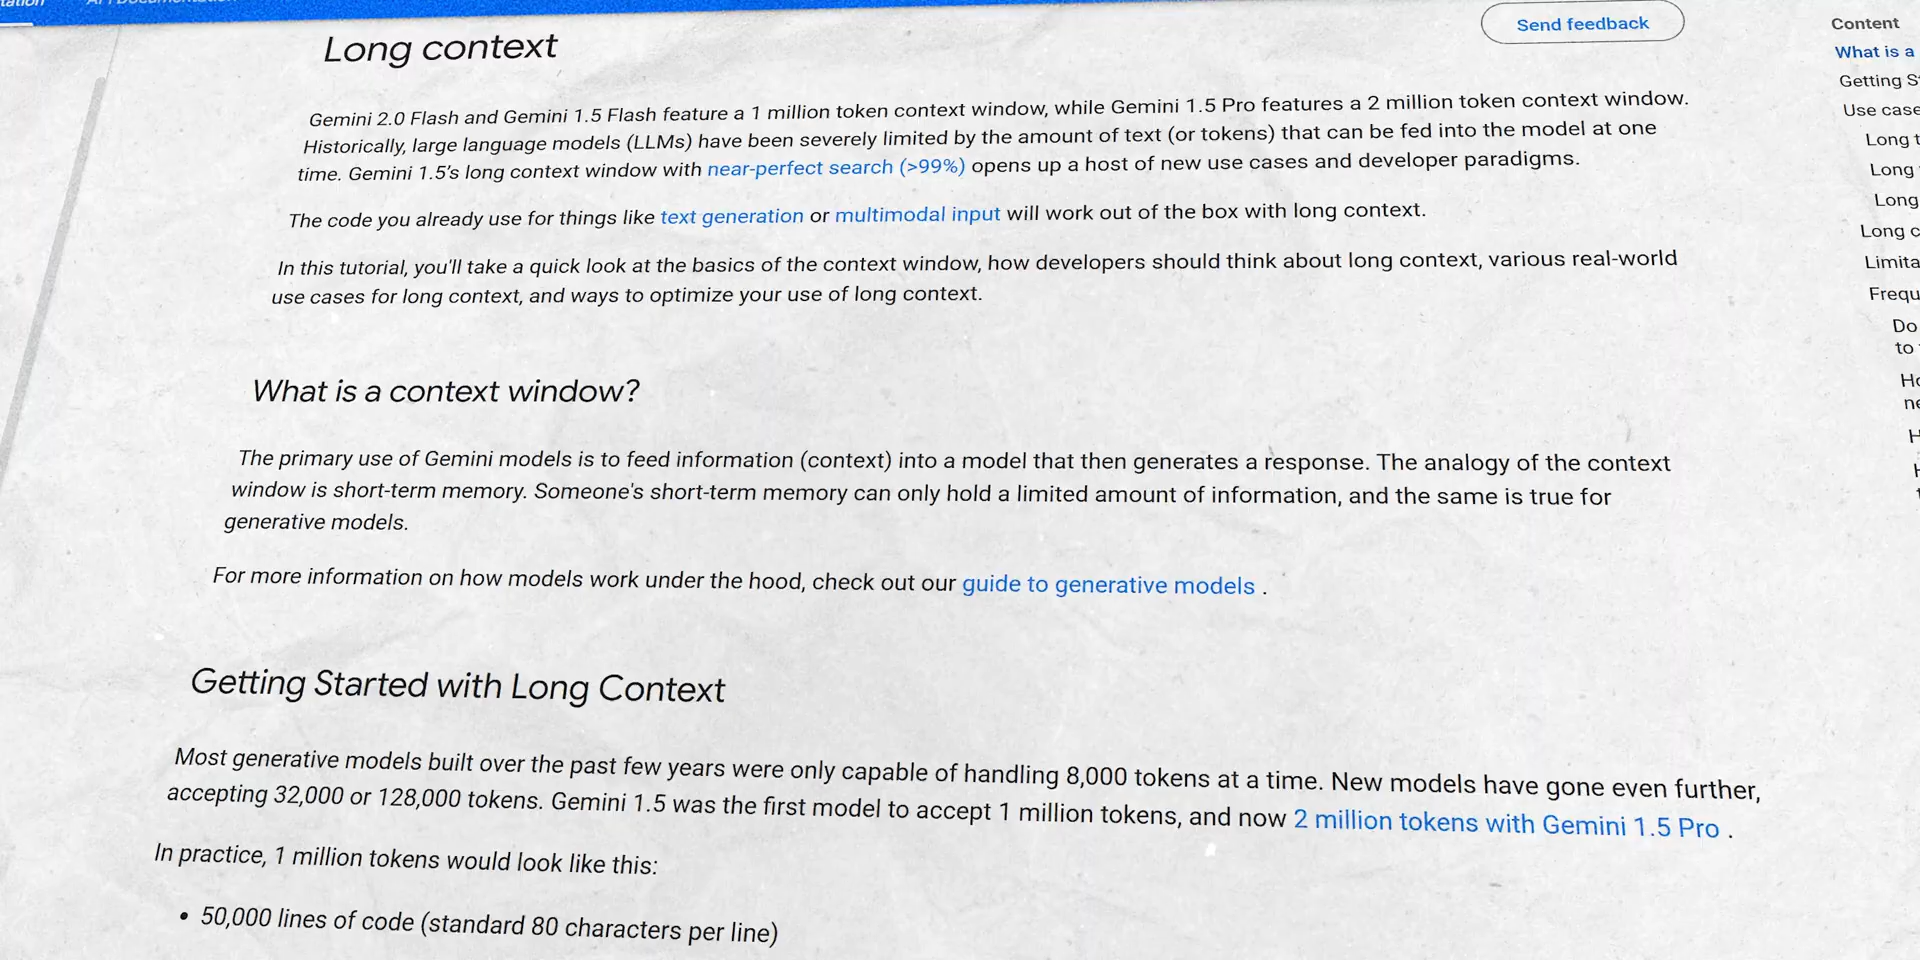 Long context
Send feedback
Content
What is a
Gemini 2.0 Flash and Gemini 1.5 Flash feature a 1 million token context window, while Gemini 1.5 Pro features a 2 million token context window.
Historically, large language models (LLMs) have been severely limited by the amount of text (or tokens) that can be fed into the model at one
time. Gemini 1.5's long context window with near-perfect search (>99%) opens up a host of new use cases and developer paradigms.
The code you already use for things like text generation or multimodal input will work out of the box with long context.
In this tutorial, you'll take a quick look at the basics of the context window, how developers should think about long context, various real-world
use cases for long context, and ways to optimize your use of long context.
What is a context window?
The primary use of Gemini models is to feed information (context) into a model that then generates a response. The analogy of the context
window is short-term memory. Someone's short-term memory can only hold a limited amount of information, and the same is true for
generative models.
For more information on how models work under the hood, check out our guide to generative models .
Getting Started with Long Context
Most generative models built over the past few years were only capable of handling 8,000 tokens at a time. New models have gone even further,
accepting 32,000 or 128,000 tokens. Gemini 1.5 was the first model to accept 1 million tokens, and now 2 million tokens with Gemini 1.5 Pro .
In practice, 1 million tokens would look like this:
• 50,000 lines of code (standard 80 characters per line)
Getting
Use case
Long
Long
Long
Long
Do
to